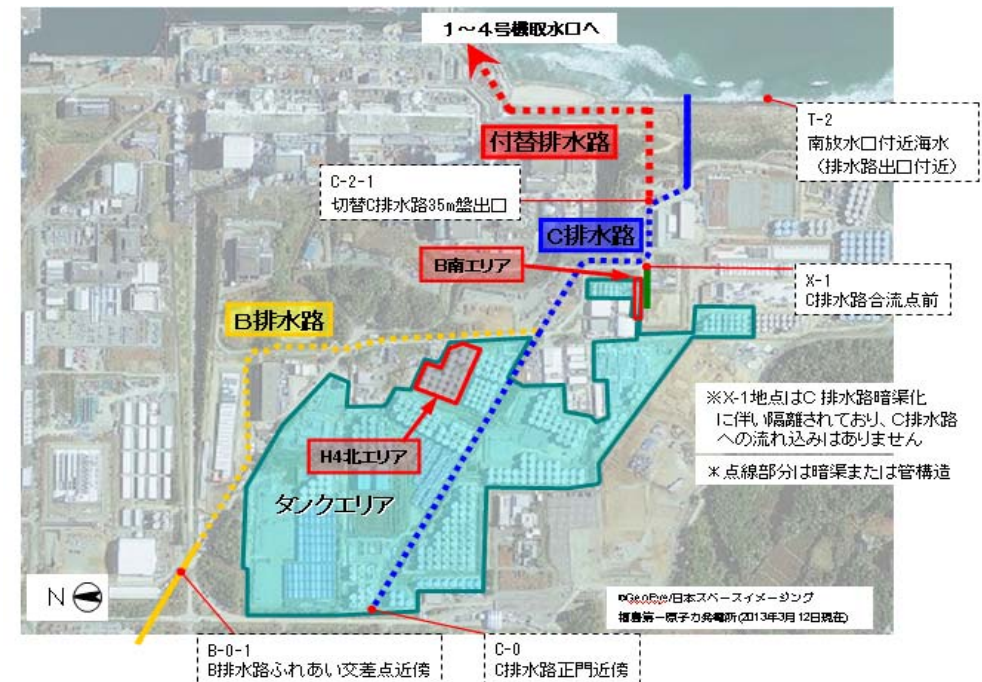 1～4号機取水口へ
付替排水路
T-2
南放水口付近海水
(排水路出口付近)
C-2-1
切替C排水路35m盤出口
C排水路
B南エリア
X-1
C排水路合流点前
B排水路
※X-1地点はC 排水路暗渠化
に伴い隔離されており、C排水路
への流れ込みはありません
H4北エリア
＊点線部分は暗渠または管構造
タンクエリア
N
©GeoEye/日本スペースイメージング
福島第一原子力発電所(2013年3月12日現在)
B-0-1
B排水路ふれあい交差点近傍
C-0
C排水路正門近傍